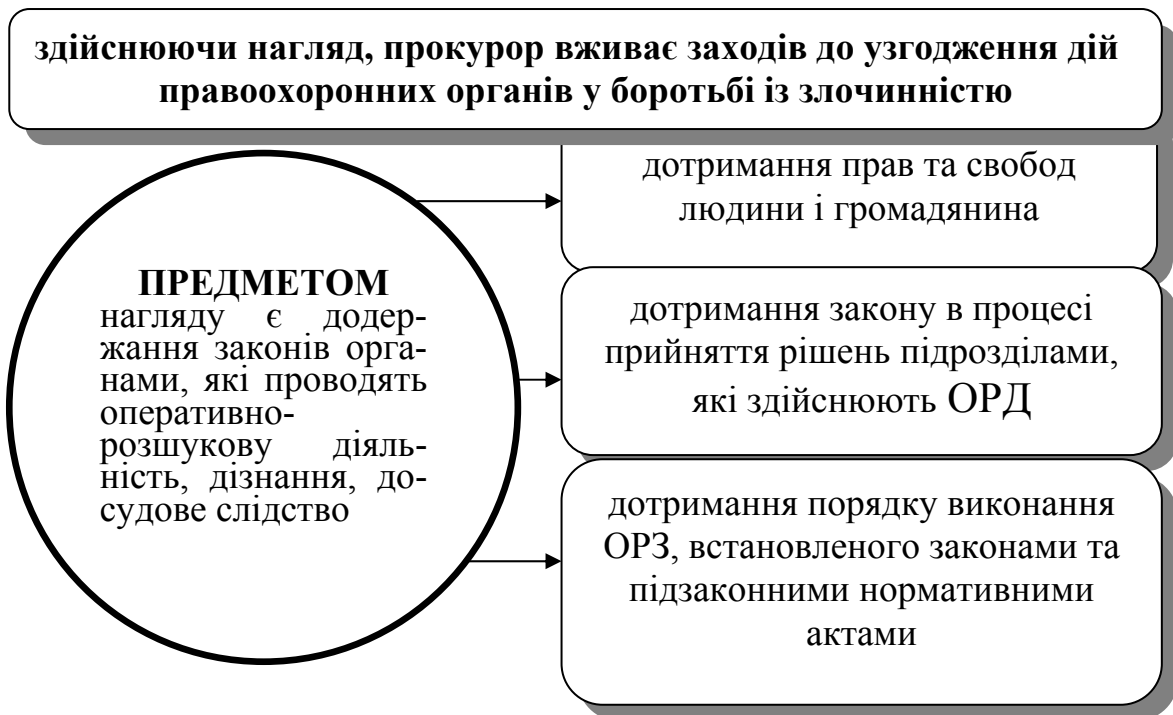 здійснюючи нагляд, прокурор вживає заходів до узгодження дій
правоохоронних органів у боротьбі із злочинністю
ПРЕДМЕТОМ
нагляду є додер-
жання законів орга-
нами, які проводять
оперативно-
розшукову діяль-
ність, дізнання, до-
судове слідство
дотримання прав та свобод
людини і громадянина
дотримання закону в процесі
прийняття рішень підрозділами,
які здійснюють ОРД
дотримання порядку виконання
ОРЗ, встановленого законами та
підзаконними нормативними
актами